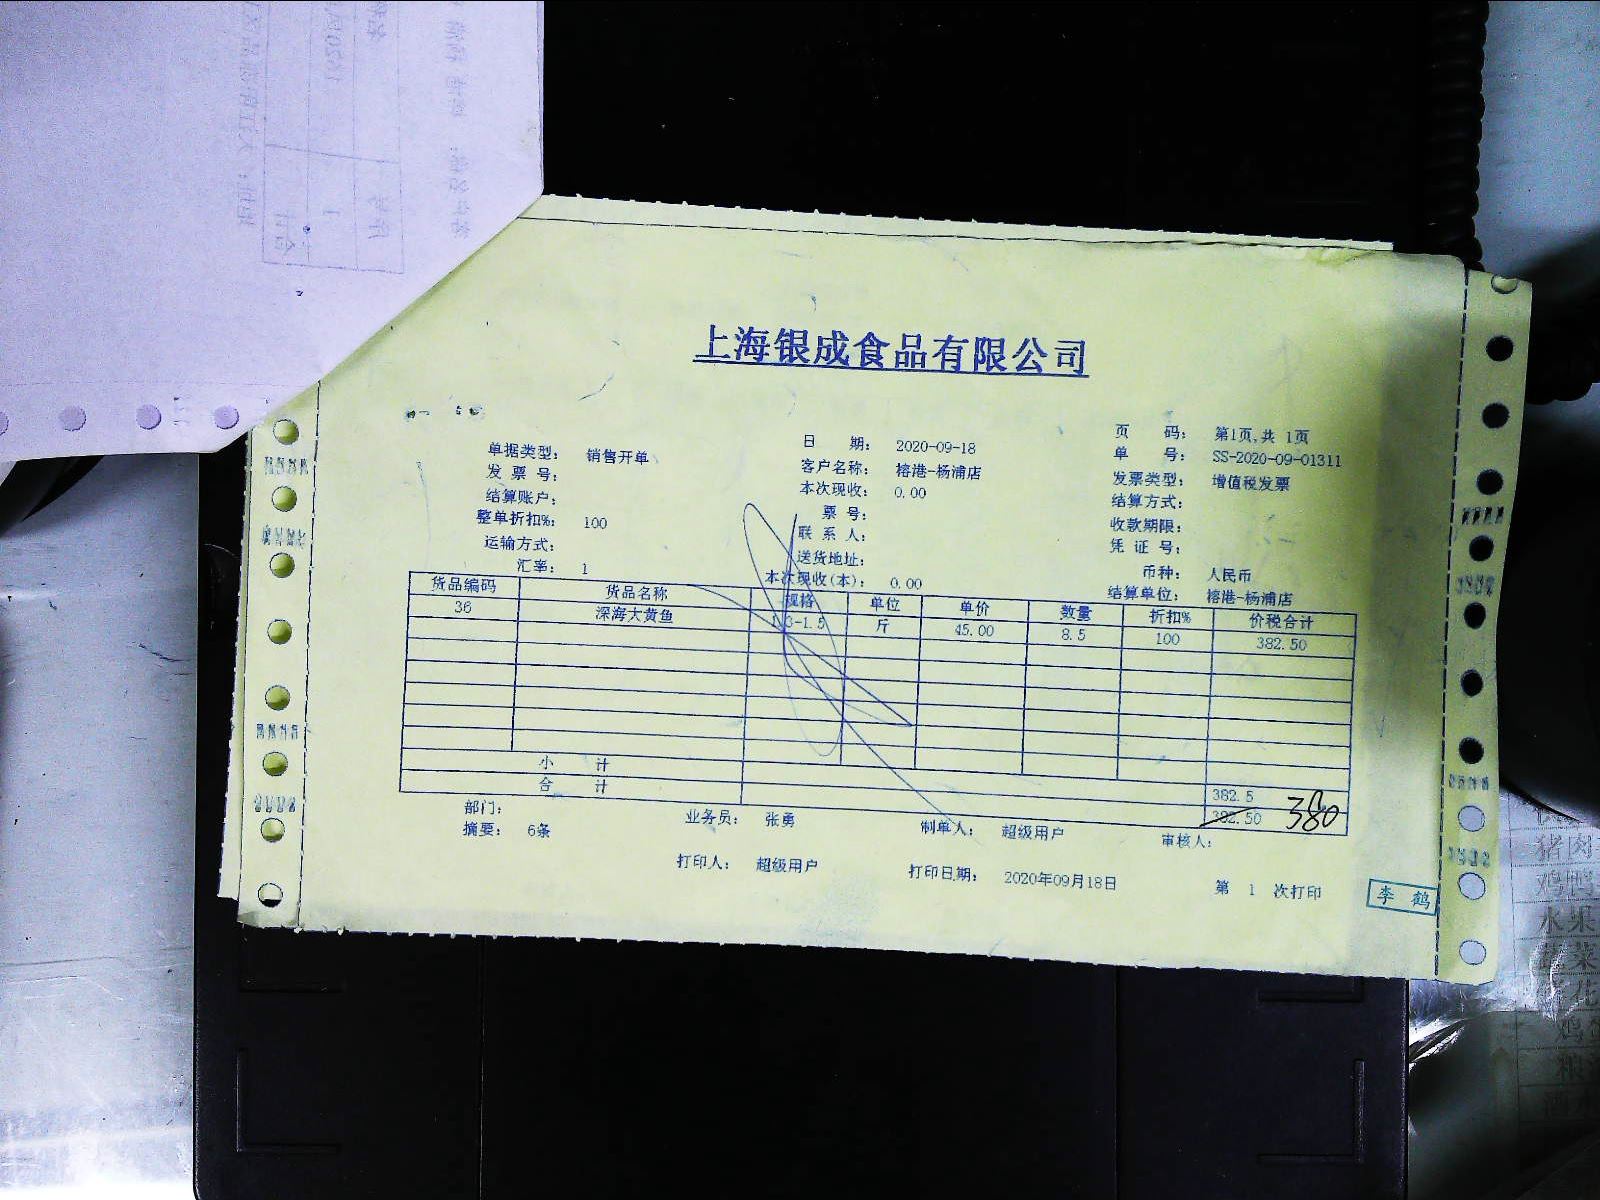 上海银成食品有限公司
单据类型： 销售开单 日 期： 2020-09-18 页 码： 第1页,共 1页
发 票 号： 客户名称： 榕港-杨浦店 单 号： SS-2020-09-01311
结算账户： 本次现收： 0.00 发票类型： 增值税发票
整单折扣%： 100 票 号： 结算方式：
运输方式： 联 系 人： 收款期限：
汇率： 1 送货地址： 凭 证 号：
本次现收(本)： 0.00 币种： 人民币
结算单位： 榕港-杨浦店
货品编码 货品名称 规格 单位 单价 数量 折扣% 价税合计
36 深海大黄鱼 斤 45.00 8.5 100 382.50
小 计 382.5
合 计 382.50 380
部门： 业务员： 张勇 制单人： 超级用户 审核人：
摘要： 6条
打印人： 超级用户 打印日期： 2020年09月18日 第 1 次打印
李 鹤
猪肉
鸡鸭
水果